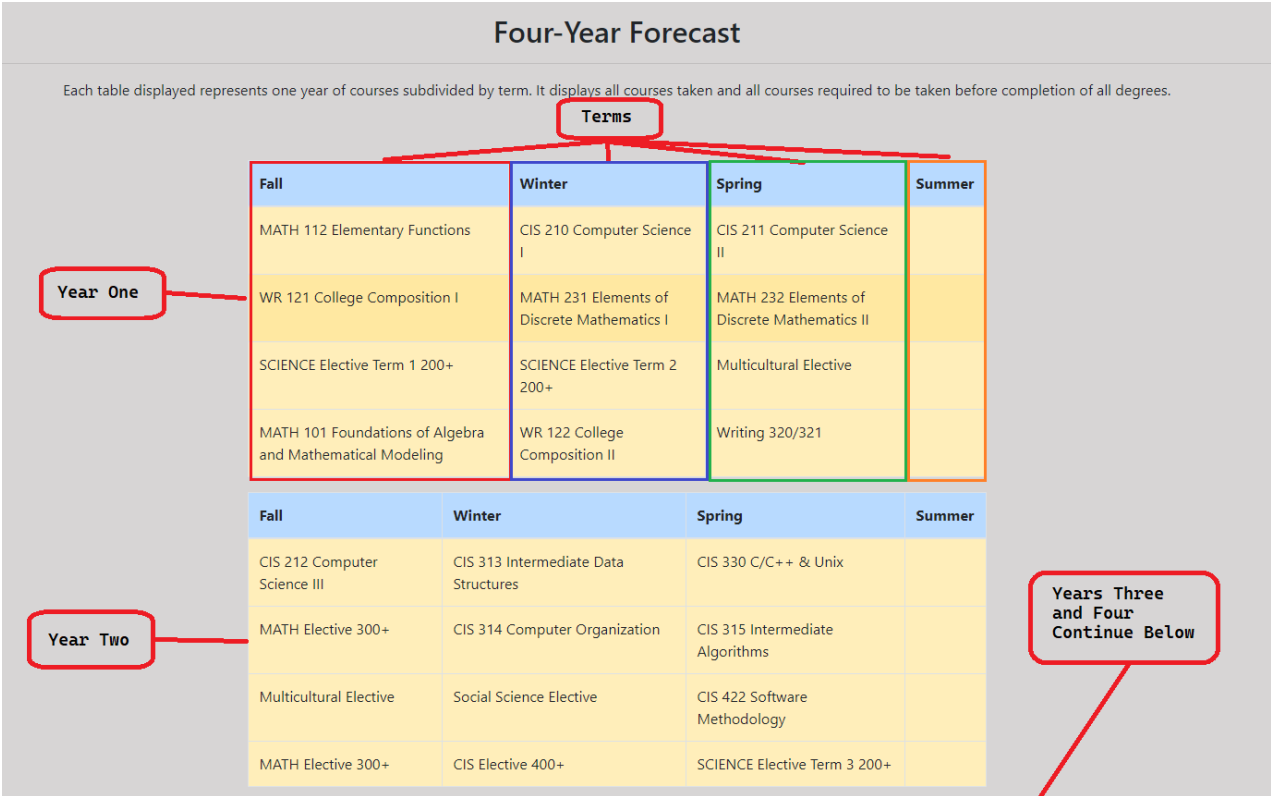 Four-Year Forecast
Each table displayed represents one year of courses subdivided by term. It displays all courses taken and all courses required to be taken before completion of all degrees.
Terms
Fall Winter Spring Summer
MATH 112 Elementary Functions
CIS 210 Computer Science
I
CIS 211 Computer Science
II
Year One
WR 121 College Composition I
MATH 231 Elements of
Discrete Mathematics I
MATH 232 Elements of
Discrete Mathematics II
SCIENCE Elective Term 1 200+
SCIENCE Elective Term 2
200+
Multicultural Elective
MATH 101 Foundations of Algebra
and Mathematical Modeling
WR 122 College
Composition II
Writing 320/321
Fall Winter Spring Summer
CIS 212 Computer
Science III
CIS 313 Intermediate Data
Structures
CIS 330 C/C++ & Unix
Year Two
MATH Elective 300+
CIS 314 Computer Organization
CIS 315 Intermediate
Algorithms
Multicultural Elective
Social Science Elective
CIS 422 Software
Methodology
MATH Elective 300+
CIS Elective 400+
SCIENCE Elective Term 3 200+
Years Three
and Four
Continue Below